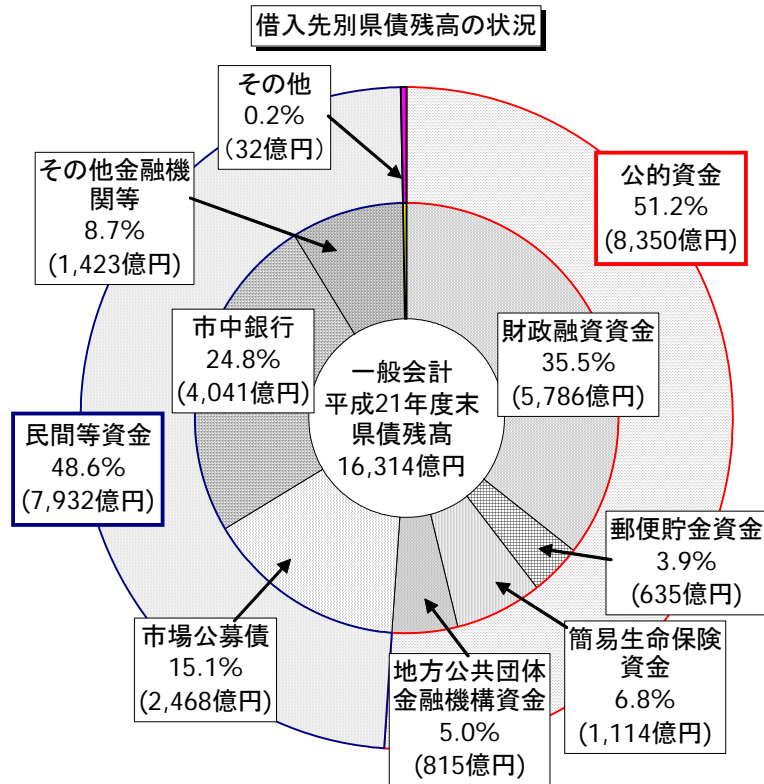 借入先別県債残高の状況
その他
0.2%
(32億円)
その他金融機
関等
8.7%
(1,423億円)
公的資金
51.2%
(8,350億円)
市中銀行
24.8%
(4,041億円)
財政融資資金
35.5%
(5,786億円)
一般会計
平成21年度末
県債残高
16,314億円
民間等資金
48.6%
(7,932億円)
郵便貯金資金
3.9%
(635億円)
市場公募債
15.1%
(2,468億円)
地方公共団体
金融機構資金
5.0%
(815億円)
簡易生命保険
資金
6.8%
(1,114億円)